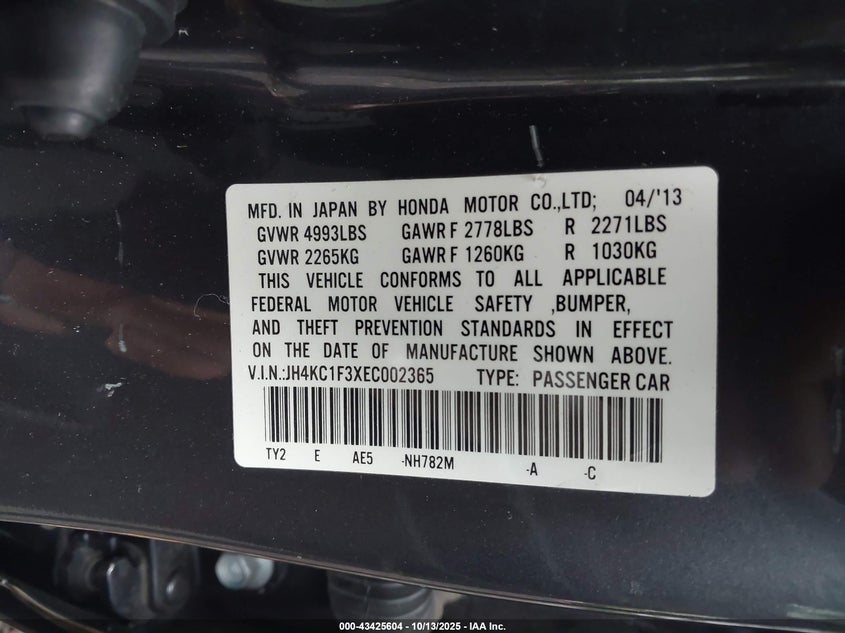 MFD. IN JAPAN BY HONDA MOTOR CO.,LTD; 04/'13
GVWR 4993LBS GAWR F 2778LBS R 2271LBS
GVWR 2265KG GAWR F 1260KG R 1030KG
THIS VEHICLE CONFORMS TO ALL APPLICABLE
FEDERAL MOTOR VEHICLE SAFETY ,BUMPER,
AND THEFT PREVENTION STANDARDS IN EFFECT
ON THE DATE OF MANUFACTURE SHOWN ABOVE.
V.I.N.:JH4KC1F3XEC002365 TYPE: PASSENGER CAR
TY2 E AE5 -NH782M -A -C
000-43425604 - 10/13/2025 - IAA Inc.